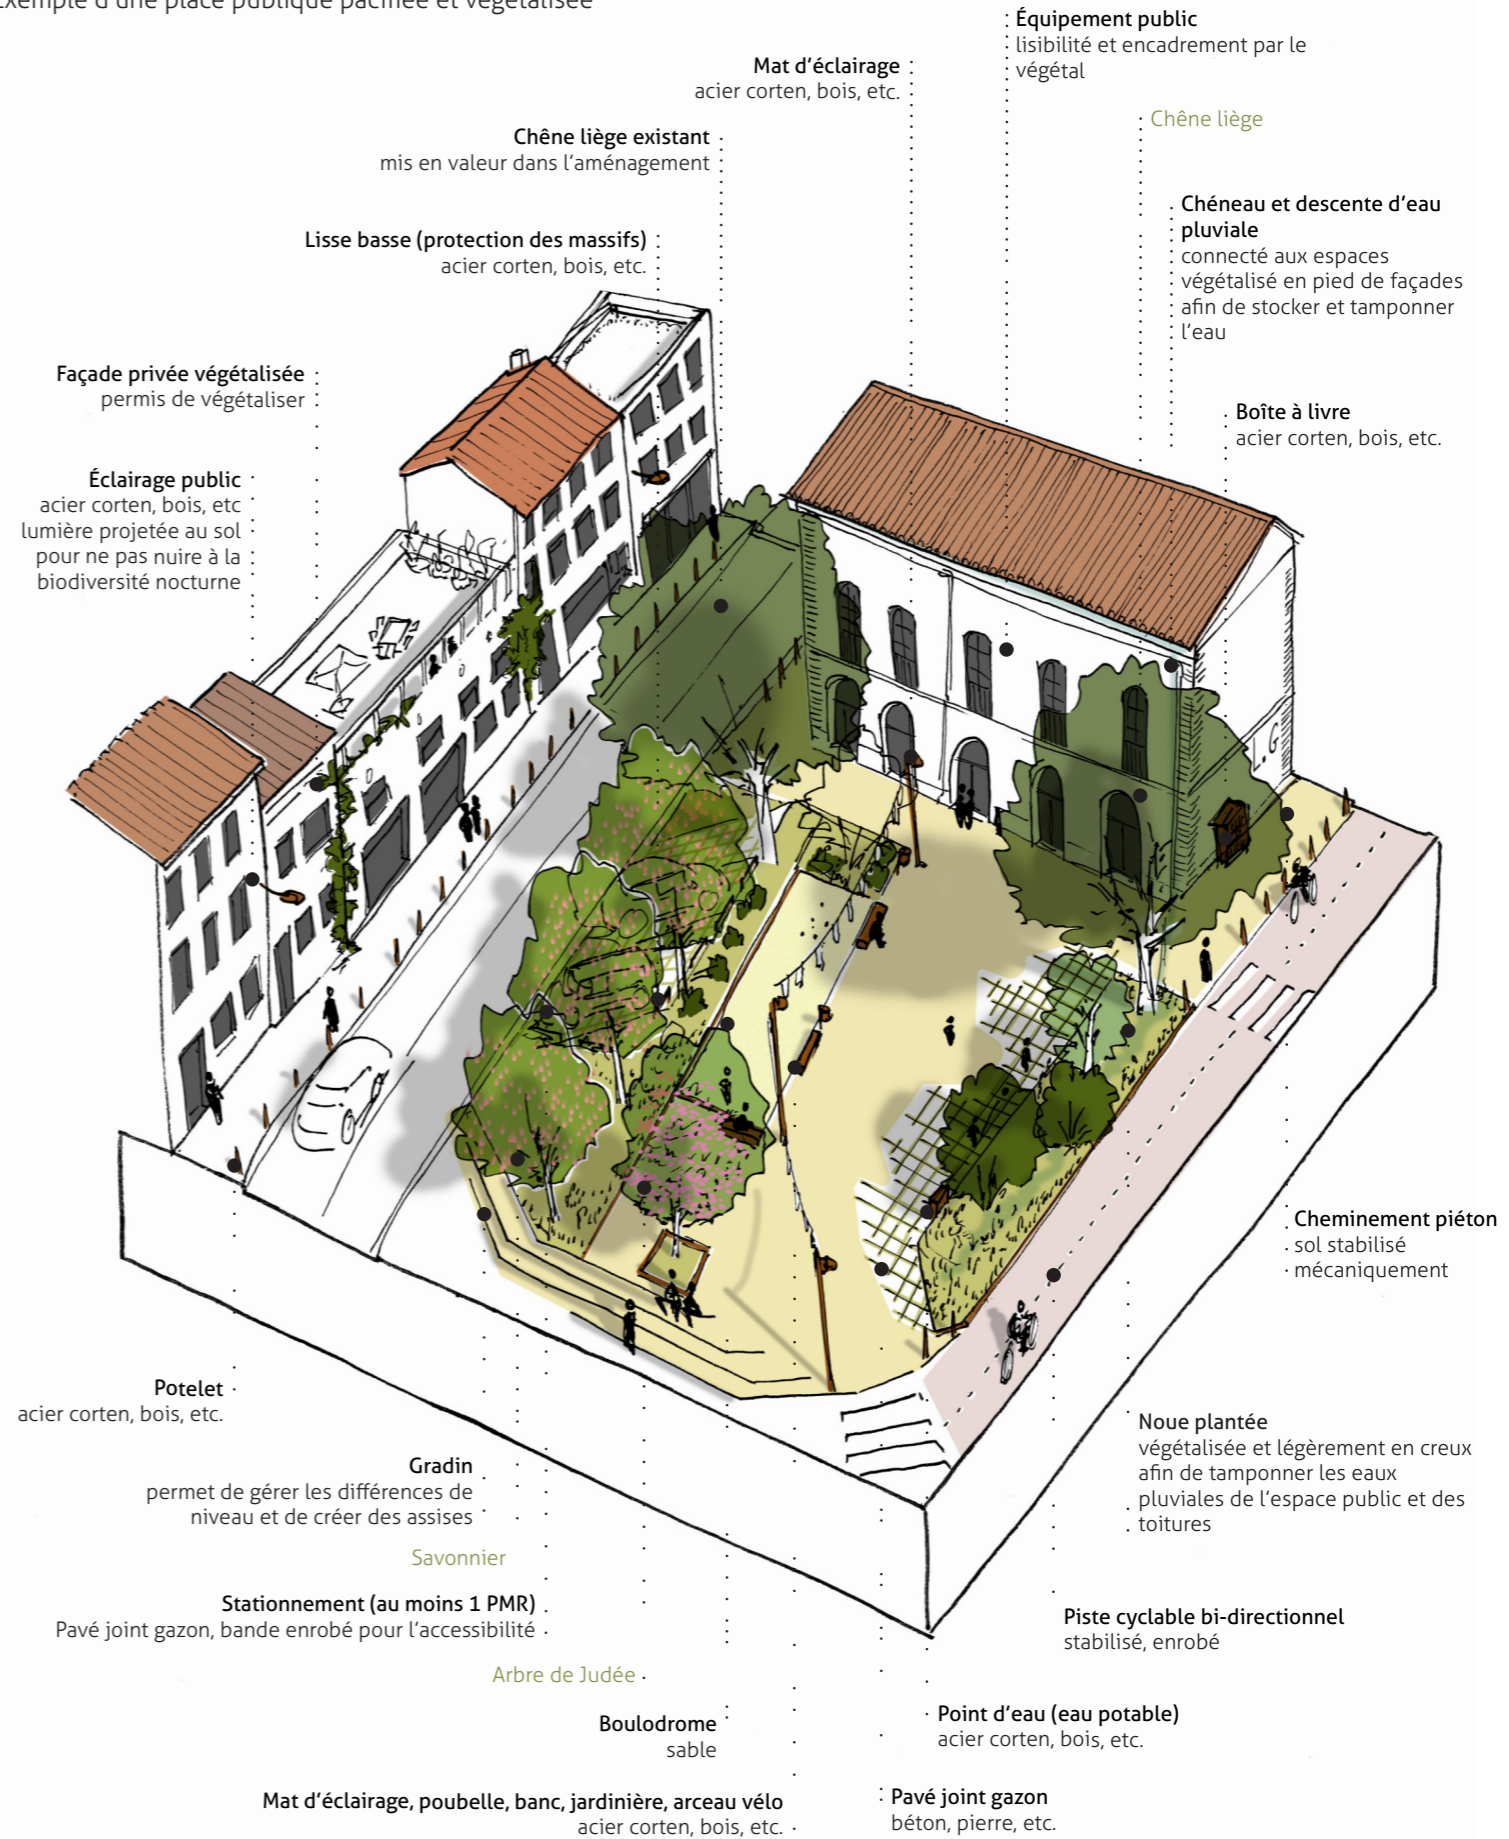 Exemple d'une place publique pacifiée et végétalisée
Équipement public
lisibilité et encadrement par le
végétal
Mat d'éclairage
acier corten, bois, etc.
Chêne liège
Chêne liège existant
mis en valeur dans l'aménagement
Chéneau et descente d'eau
pluviale
connecté aux espaces
végétalisé en pied de façades
afin de stocker et tamponner
l'eau
Lisse basse (protection des massifs)
acier corten, bois, etc.
Façade privée végétalisée
permis de végétaliser
Boîte à livre
acier corten, bois, etc.
Éclairage public
acier corten, bois, etc
lumière projetée au sol
pour ne pas nuire à la
biodiversité nocturne
Cheminement piéton
sol stabilisé
mécaniquement
Potelet
acier corten, bois, etc.
Noue plantée
végétalisée et légèrement en creux
afin de tamponner les eaux
pluviales de l'espace public et des
toitures
Gradin
permet de gérer les différences de
niveau et de créer des assises
Savonnier
Stationnement (au moins 1 PMR)
Pavé joint gazon, bande enrobé pour l'accessibilité
Piste cyclable bi-directionnel
stabilisé, enrobé
Arbre de Judée
Boulodrome
sable
Point d'eau (eau potable)
acier corten, bois, etc.
Mat d'éclairage, poubelle, banc, jardinière, arceau vélo
acier corten, bois, etc.
Pavé joint gazon
béton, pierre, etc.